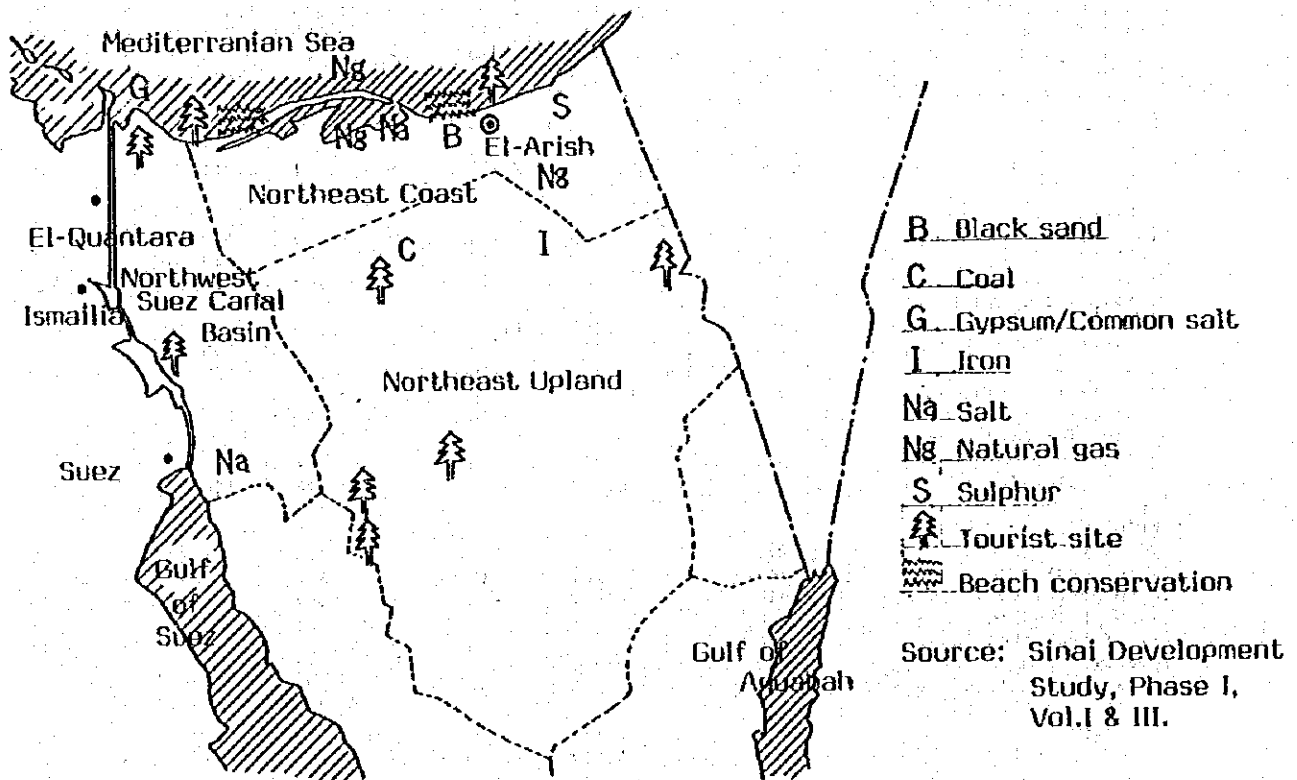 Mediterranian Sea
Ng
G
S
Ng
Na
B
El-Arish
Ng
Northeast Coast
El-Quantara
C
I
Northwest
Suez Canal
Basin
Ismailia
Northeast Upland
Suez
Na
Gulf
of
Suez
Gulf of
Aquabah
B Black sand
C Coal
G Gypsum/Common salt
I Iron
Na Salt
Ng Natural gas
S Sulphur
Tourist site
Beach conservation
Source: Sinai Development
Study, Phase I,
Vol.I & III.